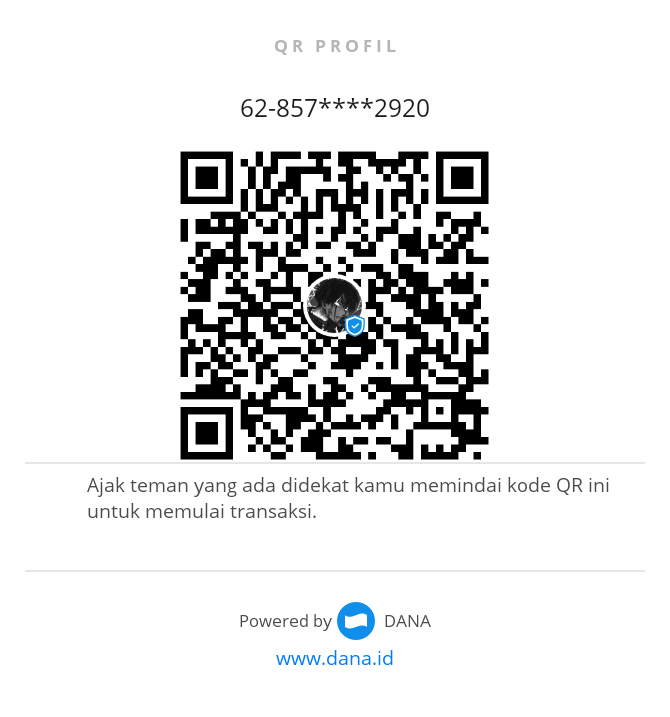 QR PROFIL
62-857****2920
Ajak teman yang ada didekat kamu memindai kode QR ini
untuk memulai transaksi.
Powered by DANA
www.dana.id